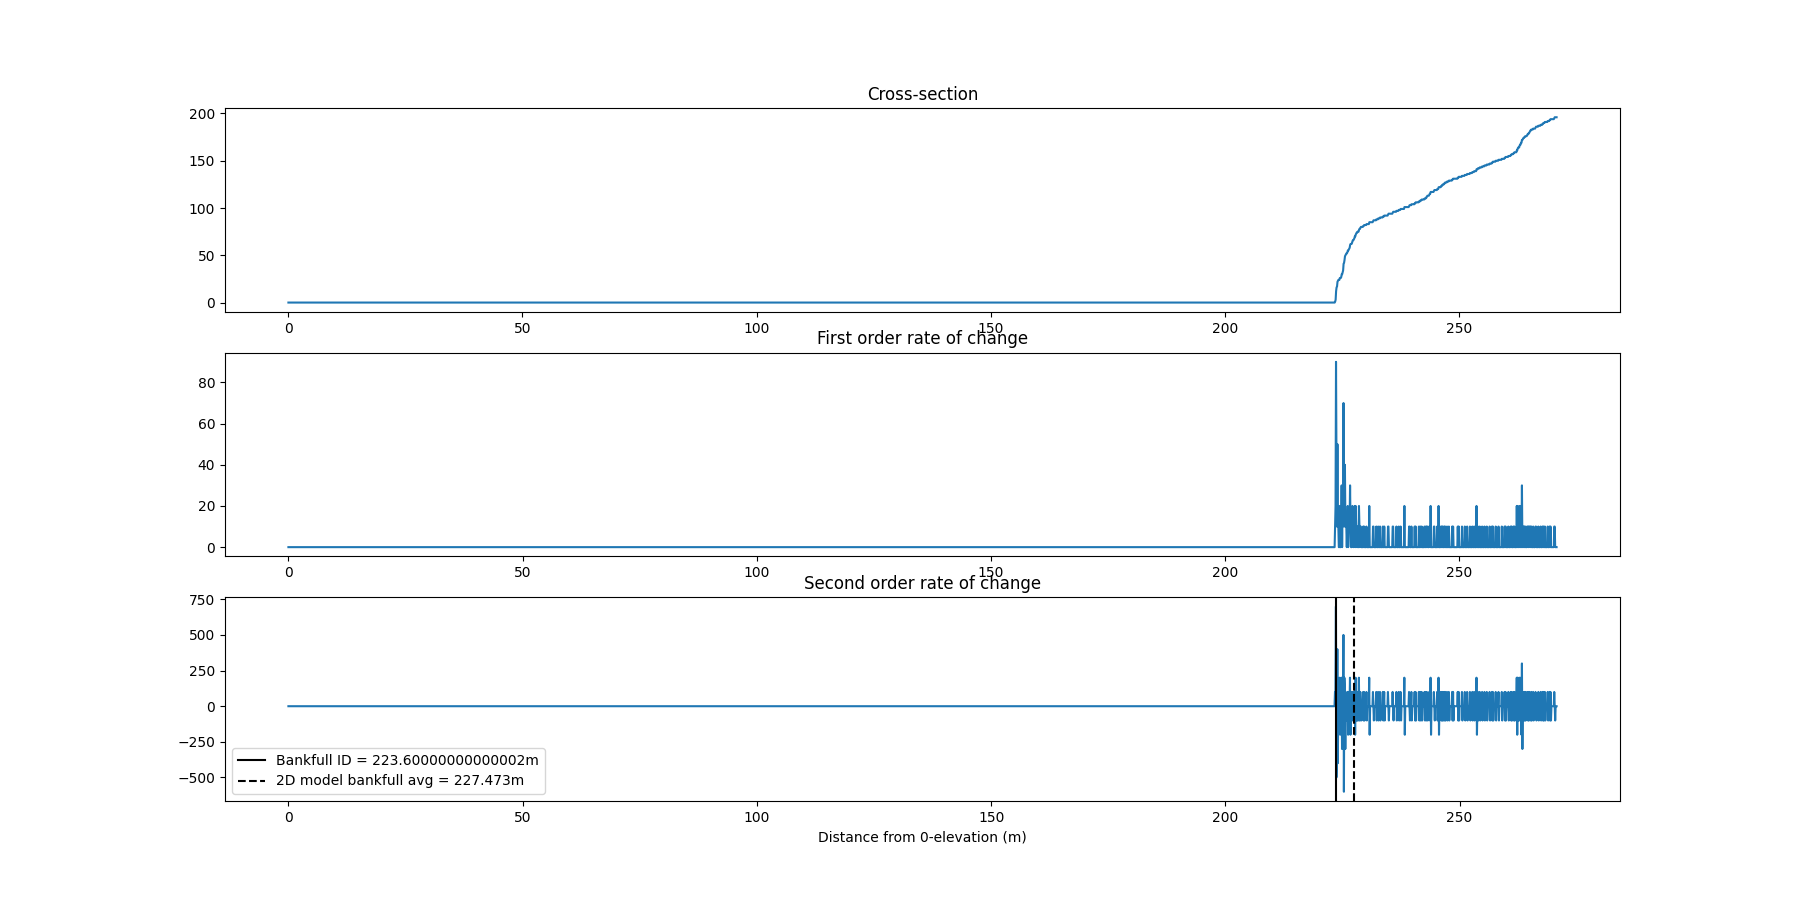 Cross-section
200
150
100
50
0
0 50 100 150 200 250
First order rate of change
80
60
40
20
0
0 50 100 150 200 250
Second order rate of change
750
500
250
0
−250
−500
Bankfull ID = 223.60000000000002m
2D model bankfull avg = 227.473m
0 50 100 150 200 250
Distance from 0-elevation (m)